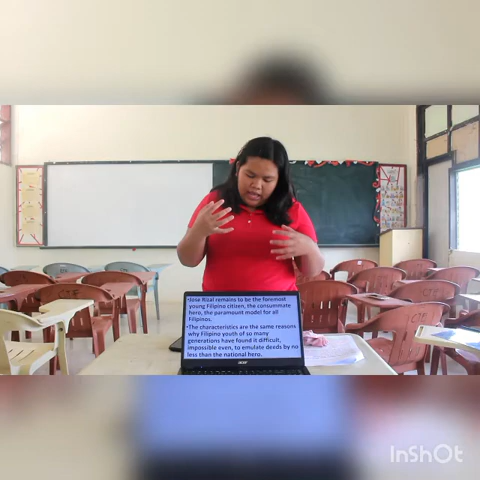 •Jose Rizal remains to be the foremost
young Filipino citizen, the consummate
hero, the paramount model for all
Filipinos.
•The characteristics are the same reasons
why Filipino youth of so many
generations have found it difficult,
impossible even, to emulate deeds by no
less than the national hero.
acer
InShOt